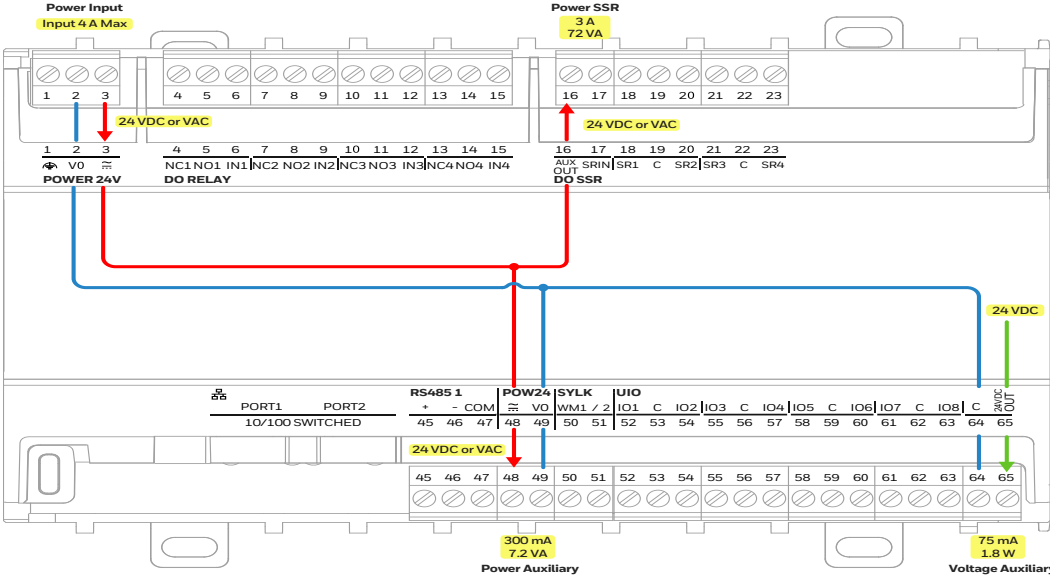 Power Input
Input 4 A Max
Power SSR
3 A
72 VA
1 2 3 4 5 6 7 8 9 10 11 12 13 14 15 16 17 18 19 20 21 22 23
24 VDC or VAC 24 VDC or VAC
1 2 3 4 5 6 7 8 9 10 11 12 13 14 15 16 17 18 19 20 21 22 23
V0 NC1 NO1 IN1 NC2 NO2 IN2 NC3 NO3 IN3 NC4 NO4 IN4 AUX OUT SRIN SR1 C SR2 SR3 C SR4
POWER 24V DO RELAY DO SSR
24 VDC
RS485 1 POW24 SYLK UIO
PORT1 PORT2 + - COM V0 WM1 / 2 IO1 C IO2 IO3 C IO4 IO5 C IO6 IO7 C IO8 C 24VDC OUT
10/100 SWITCHED 45 46 47 48 49 50 51 52 53 54 55 56 57 58 59 60 61 62 63 64 65
24 VDC or VAC
45 46 47 48 49 50 51 52 53 54 55 56 57 58 59 60 61 62 63 64 65
300 mA
7.2 VA
Power Auxiliary
75 mA
1.8 W
Voltage Auxiliary